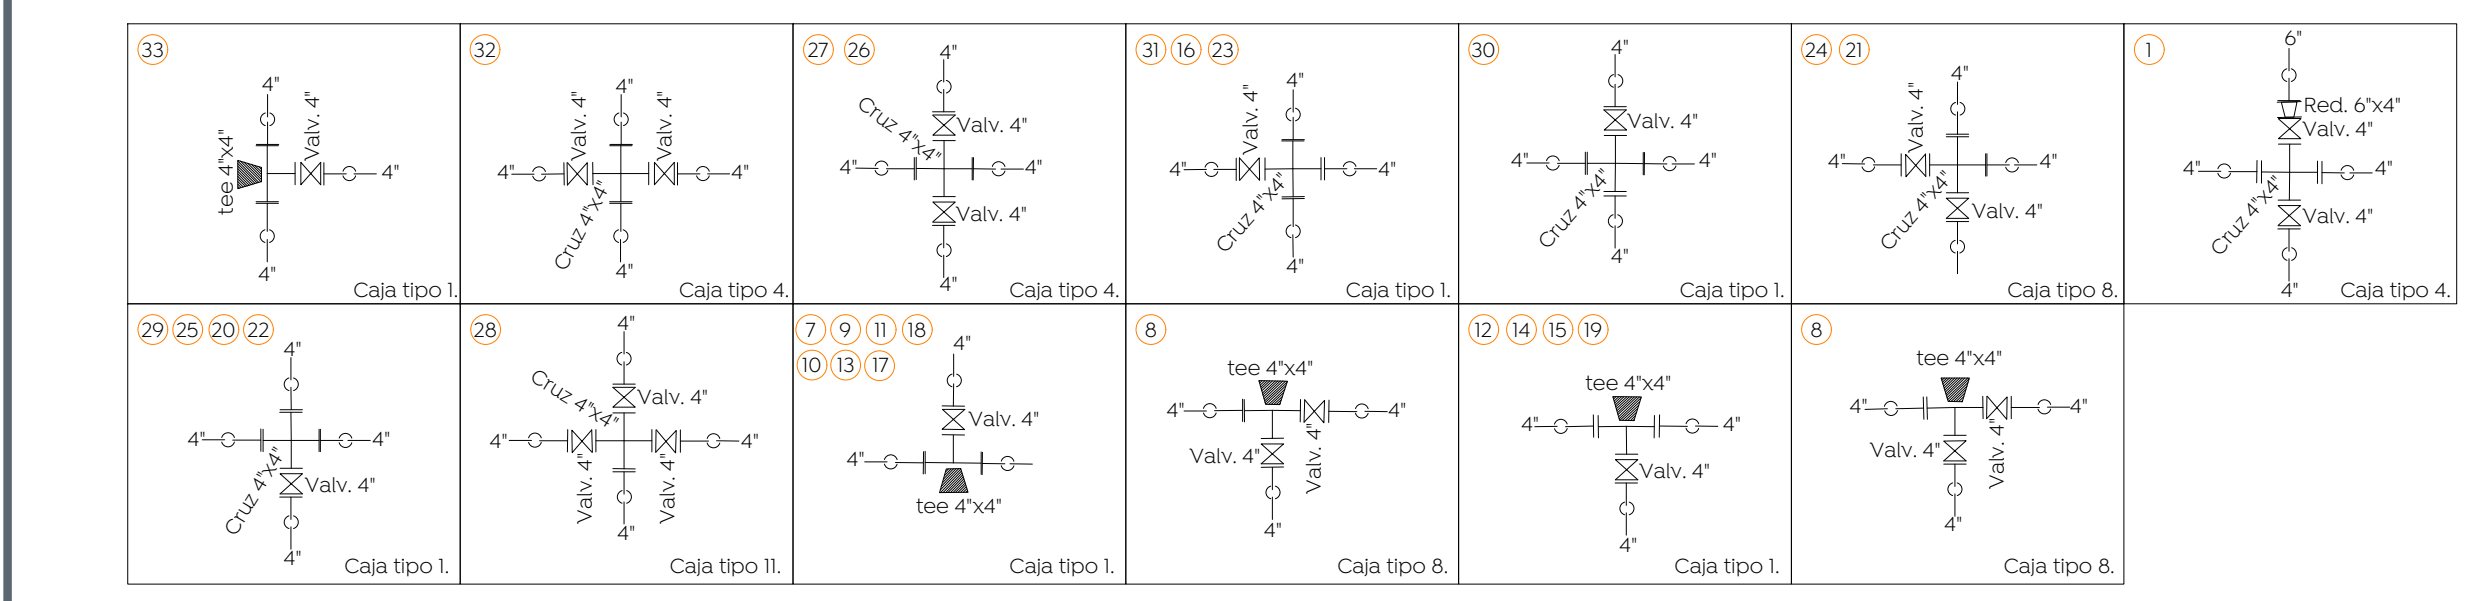 33
4"
Valv. 4"
tee 4"x4"
4"
4"
Caja tipo 1.
32
4"
Valv. 4"
Valv. 4"
4"
4"
Cruz 4"x4"
4"
Caja tipo 4.
27 26
4"
Cruz 4"x4"
Valv. 4"
4"
4"
Valv. 4"
4"
Caja tipo 4.
31 16 23
4"
Valv. 4"
4"
4"
Cruz 4"x4"
4"
Caja tipo 1.
30
4"
Valv. 4"
4"
4"
Cruz 4"x4"
4"
Caja tipo 1.
24 21
4"
Valv. 4"
4"
4"
Cruz 4"x4"
Valv. 4"
Caja tipo 8.
1
6"
Red. 6"x4"
Valv. 4"
4"
4"
Cruz 4"x4"
Valv. 4"
4"
Caja tipo 4.
29 25 20 22
4"
4"
4"
Cruz 4"x4"
Valv. 4"
4"
Caja tipo 1.
28
4"
Cruz 4"x4"
Valv. 4"
4"
4"
Valv. 4"
Valv. 4"
4"
Caja tipo 11.
7 9 11 18
10 13 17
4"
Valv. 4"
4"
tee 4"x4"
Caja tipo 1.
8
tee 4"x4"
4"
4"
Valv. 4"
Valv. 4"
4"
Caja tipo 8.
12 14 15 19
tee 4"x4"
4"
4"
Valv. 4"
4"
Caja tipo 1.
8
tee 4"x4"
4"
4"
Valv. 4"
Valv. 4"
4"
Caja tipo 8.